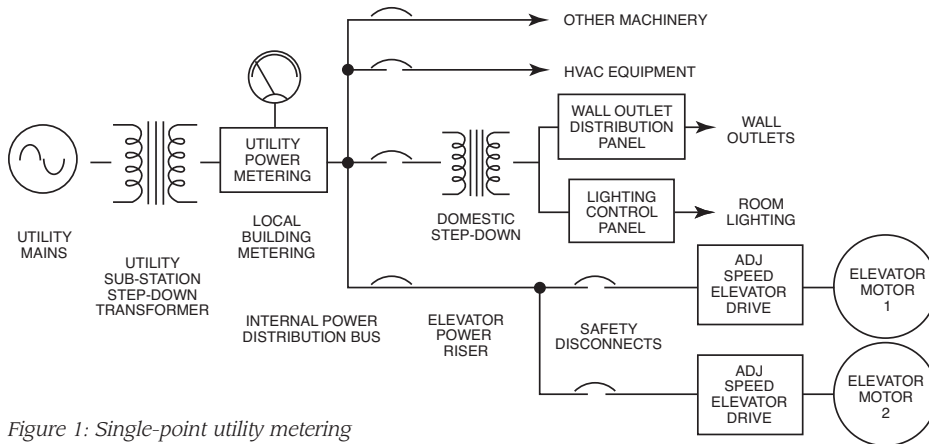 OTHER MACHINERY
HVAC EQUIPMENT
WALL OUTLET
DISTRIBUTION
PANEL
WALL
OUTLETS
UTILITY
POWER
METERING
LIGHTING
CONTROL
PANEL
ROOM
LIGHTING
UTILITY
MAINS
UTILITY
SUB-STATION
STEP-DOWN
TRANSFORMER
LOCAL
BUILDING
METERING
DOMESTIC
STEP-DOWN
INTERNAL POWER
DISTRIBUTION BUS
ELEVATOR
POWER
RISER
SAFETY
DISCONNECTS
ADJ
SPEED
ELEVATOR
DRIVE
ELEVATOR
MOTOR
1
ADJ
SPEED
ELEVATOR
DRIVE
ELEVATOR
MOTOR
2
Figure 1: Single-point utility metering